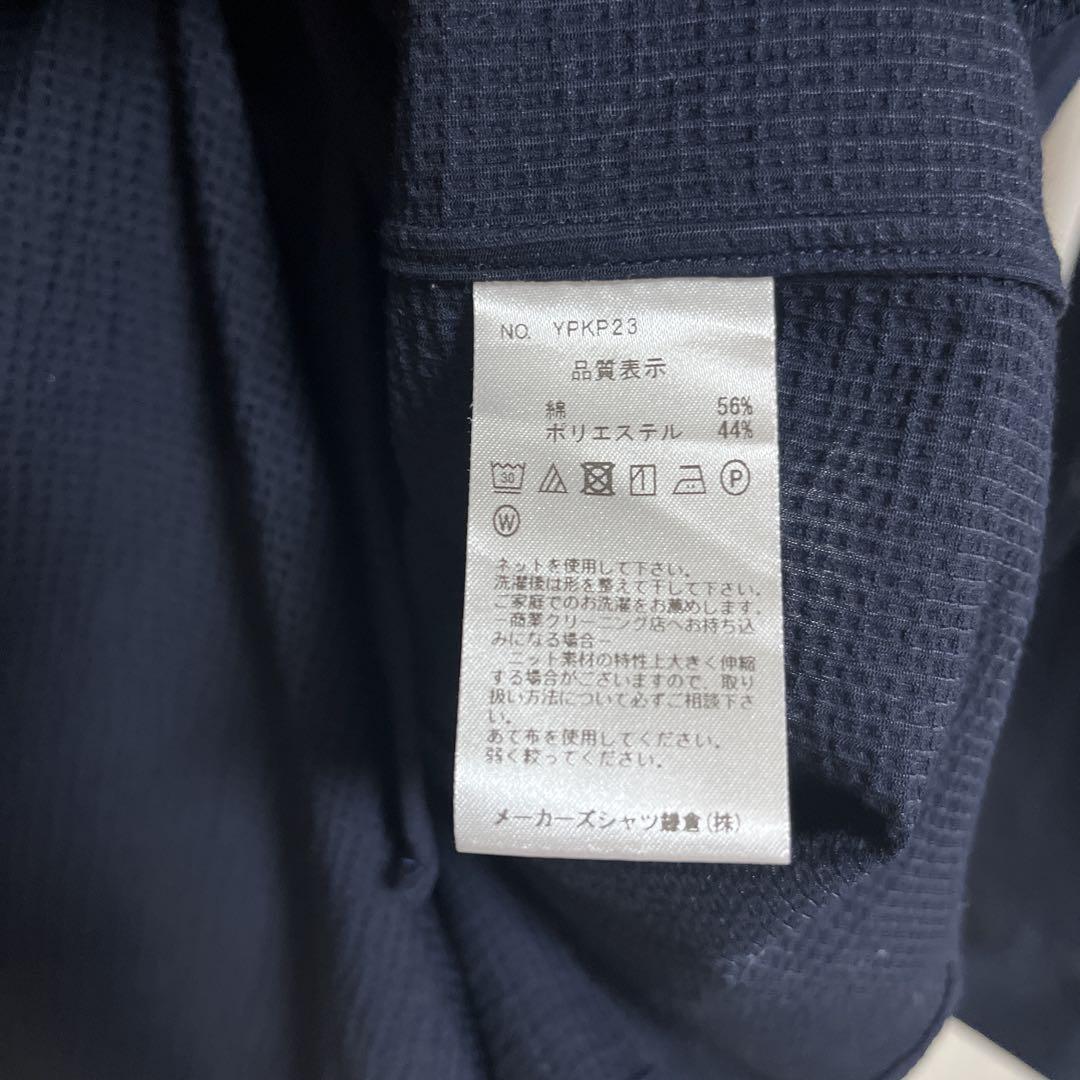 NO. YPKP23
品質表示
綿 56%
ポリエステル 44%
30
P
W
ネットを使用して下さい。
洗濯後は形を整えて干して下さい。
ご家庭でのお洗濯をお薦めします。
―商業クリーニング店へお持ち込
みになる場合―
ニット素材の特性上大きく伸縮
する場合がございますので、取り
扱い方法について必ずご相談下さ
い。
あて布を使用してください。
弱く絞ってください。
メーカーズシャツ鎌倉(株)